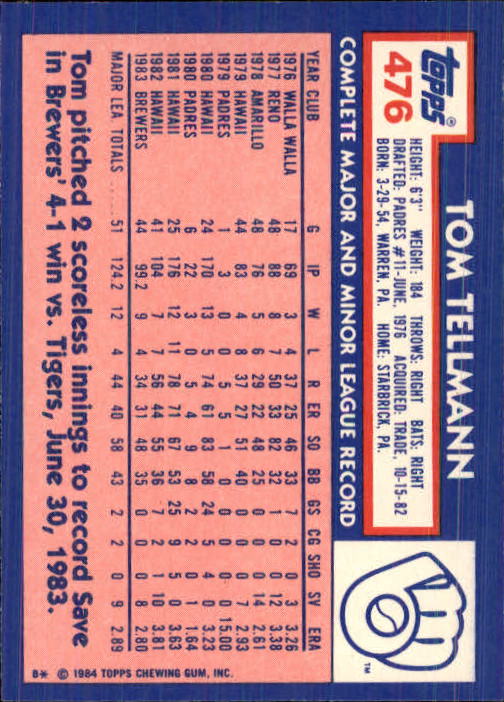 topps®
476
TOM TELLMANN
HEIGHT: 6'3" WEIGHT: 184 THROWS: RIGHT BATS: RIGHT
DRAFTED: PADRES #11-JUNE, 1976 ACQUIRED: TRADE, 10-15-82
BORN: 3-29-54, WARREN, PA. HOME: STARBRICK, PA.
COMPLETE MAJOR AND MINOR LEAGUE RECORD
YEAR CLUB G IP W L R ER SO BB GS CG SHO SV ERA
1976 WALLA WALLA 17 69 3 4 37 25 46 33 7 2 0 3 3.26
1977 RENO 48 88 8 7 50 33 82 32 1 0 0 12 3.38
1978 AMARILLO 48 76 5 6 29 22 48 25 0 0 0 14 2.61
1979 HAWAII 44 83 4 8 37 27 51 40 0 0 0 7 2.93
1979 PADRES 1 3 0 0 5 5 1 0 0 0 0 0 15.00
1980 HAWAII 24 170 13 5 74 61 83 58 24 5 4 0 3.23
1980 PADRES 6 22 3 0 5 4 9 8 2 2 0 1 1.64
1981 HAWAII 25 176 12 11 78 71 67 53 25 9 5 0 3.63
1982 HAWAII 41 104 7 7 56 44 55 36 7 2 1 10 3.81
1983 BREWERS 44 99.2 9 4 34 31 48 35 0 0 0 8 2.80
MAJOR LEA. TOTALS ..... 51 124.2 12 4 44 40 58 43 2 2 0 9 2.89
Tom pitched 2 scoreless innings to record Save
in Brewers' 4-1 win vs. Tigers, June 30, 1983.
B* © 1984 TOPPS CHEWING GUM, INC.
TM